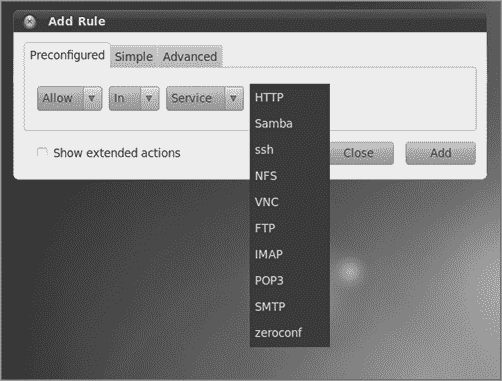 Add Rule
Preconfigured Simple Advanced
Allow In Service
HTTP
Samba
ssh
NFS
VNC
FTP
IMAP
POP3
SMTP
zeroconf
Show extended actions
Close Add